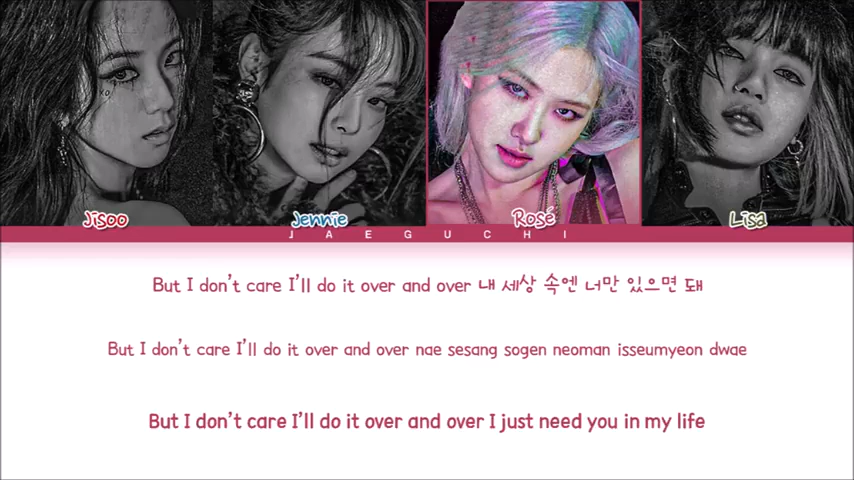 Jisoo
Jennie
Rosé
Lisa
JAEGUCHI
But I don't care I'll do it over and over 내 세상 속엔 너만 있으면 돼
But I don't care I'll do it over and over nae sesang sogen neoman isseumyeon dwae
But I don't care I'll do it over and over I just need you in my life